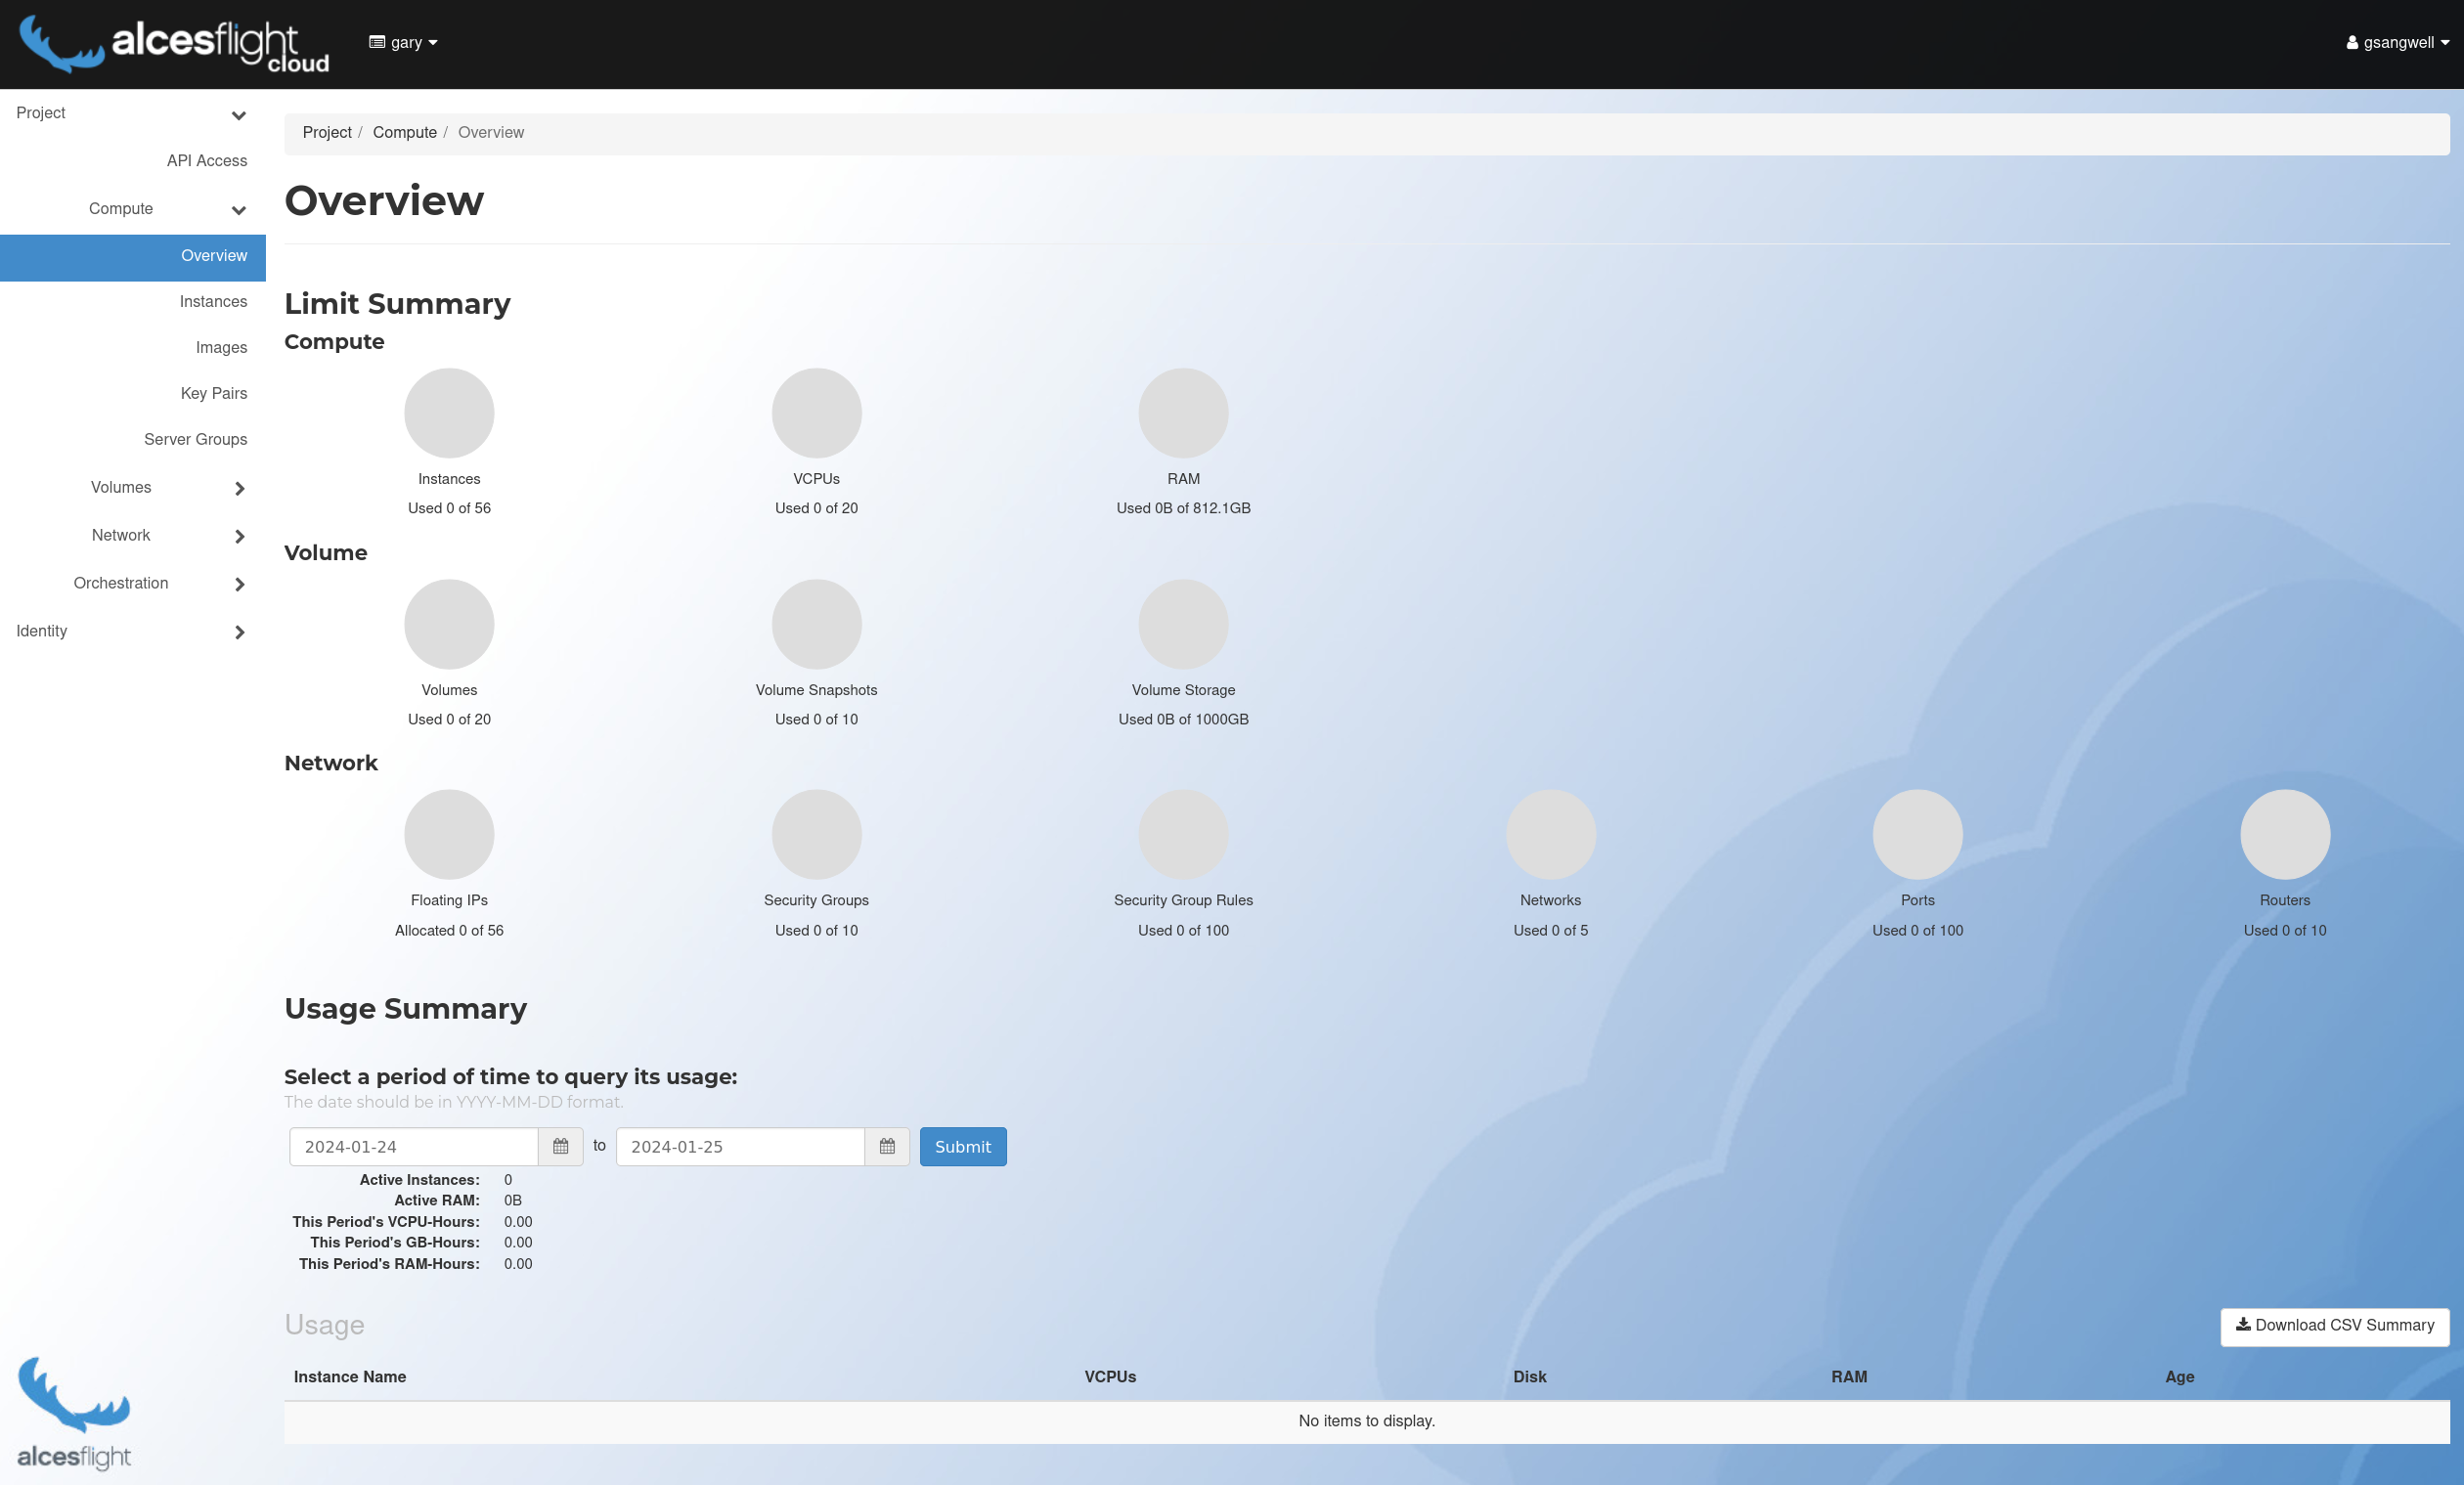 alcesflight cloud
gary
gsangwell
Project
API Access
Compute
Overview
Instances
Images
Key Pairs
Server Groups
Volumes
Network
Orchestration
Identity
Project / Compute / Overview
Overview
Limit Summary
Compute
Instances
Used 0 of 56
VCPUs
Used 0 of 20
RAM
Used 0B of 812.1GB
Volume
Volumes
Used 0 of 20
Volume Snapshots
Used 0 of 10
Volume Storage
Used 0B of 1000GB
Network
Floating IPs
Allocated 0 of 56
Security Groups
Used 0 of 10
Security Group Rules
Used 0 of 100
Networks
Used 0 of 5
Ports
Used 0 of 100
Routers
Used 0 of 10
Usage Summary
Select a period of time to query its usage:
The date should be in YYYY-MM-DD format.
2024-01-24 to 2024-01-25 Submit
Active Instances: 0
Active RAM: 0B
This Period's VCPU-Hours: 0.00
This Period's GB-Hours: 0.00
This Period's RAM-Hours: 0.00
Usage
Download CSV Summary
Instance Name VCPUs Disk RAM Age
No items to display.
alcesflight